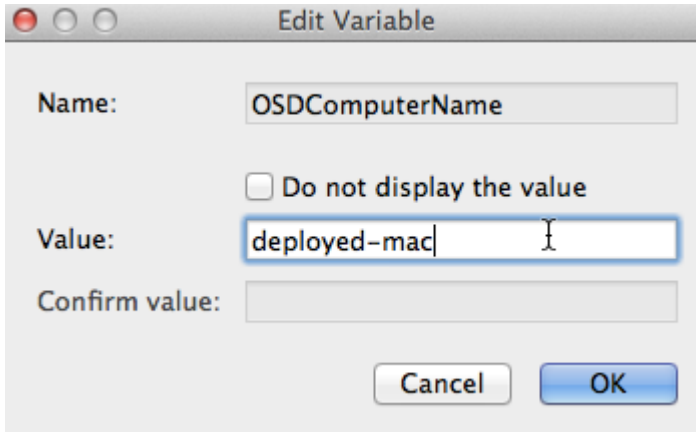 Edit Variable
Name: OSDComputerName
Do not display the value
Value: deployed-mac
Confirm value:
Cancel OK